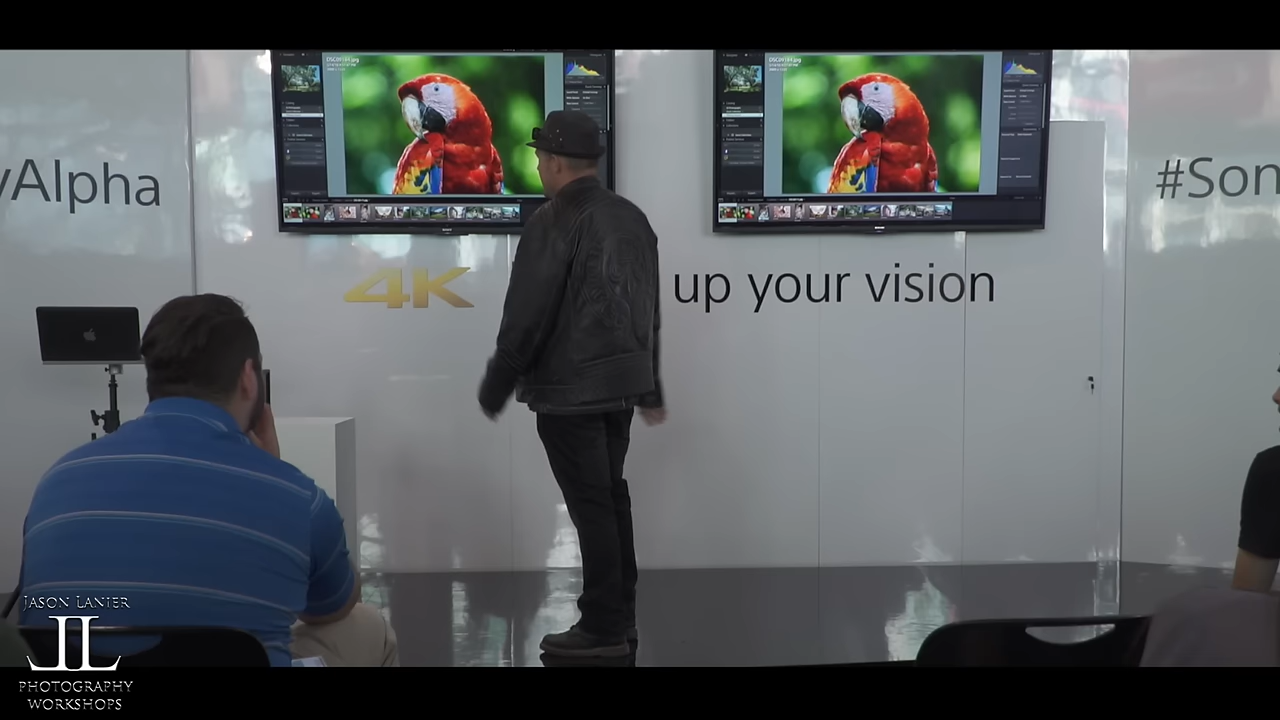 yAlpha
#Son
4K
up your vision
JASON LANIER
JL
PHOTOGRAPHY
WORKSHOPS